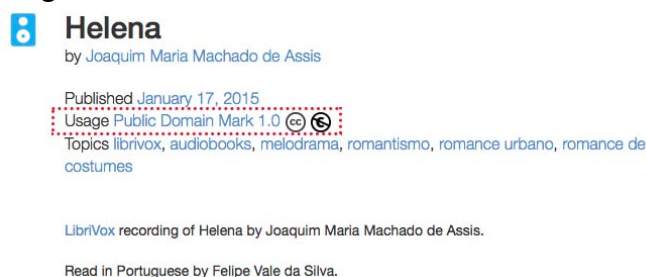 Helena
by Joaquim Maria Machado de Assis
Published January 17, 2015
Usage Public Domain Mark 1.0
Topics librivox, audiobooks, melodrama, romantismo, romance urbano, romance de
costumes
LibriVox recording of Helena by Joaquim Maria Machado de Assis.
Read in Portuguese by Felipe Vale da Silva.